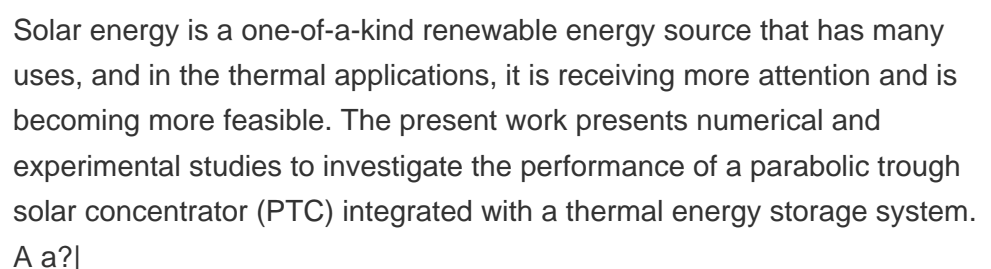 Solar energy is a one-of-a-kind renewable energy source that has many
uses, and in the thermal applications, it is receiving more attention and is
becoming more feasible. The present work presents numerical and
experimental studies to investigate the performance of a parabolic trough
solar concentrator (PTC) integrated with a thermal energy storage system.
A a?|